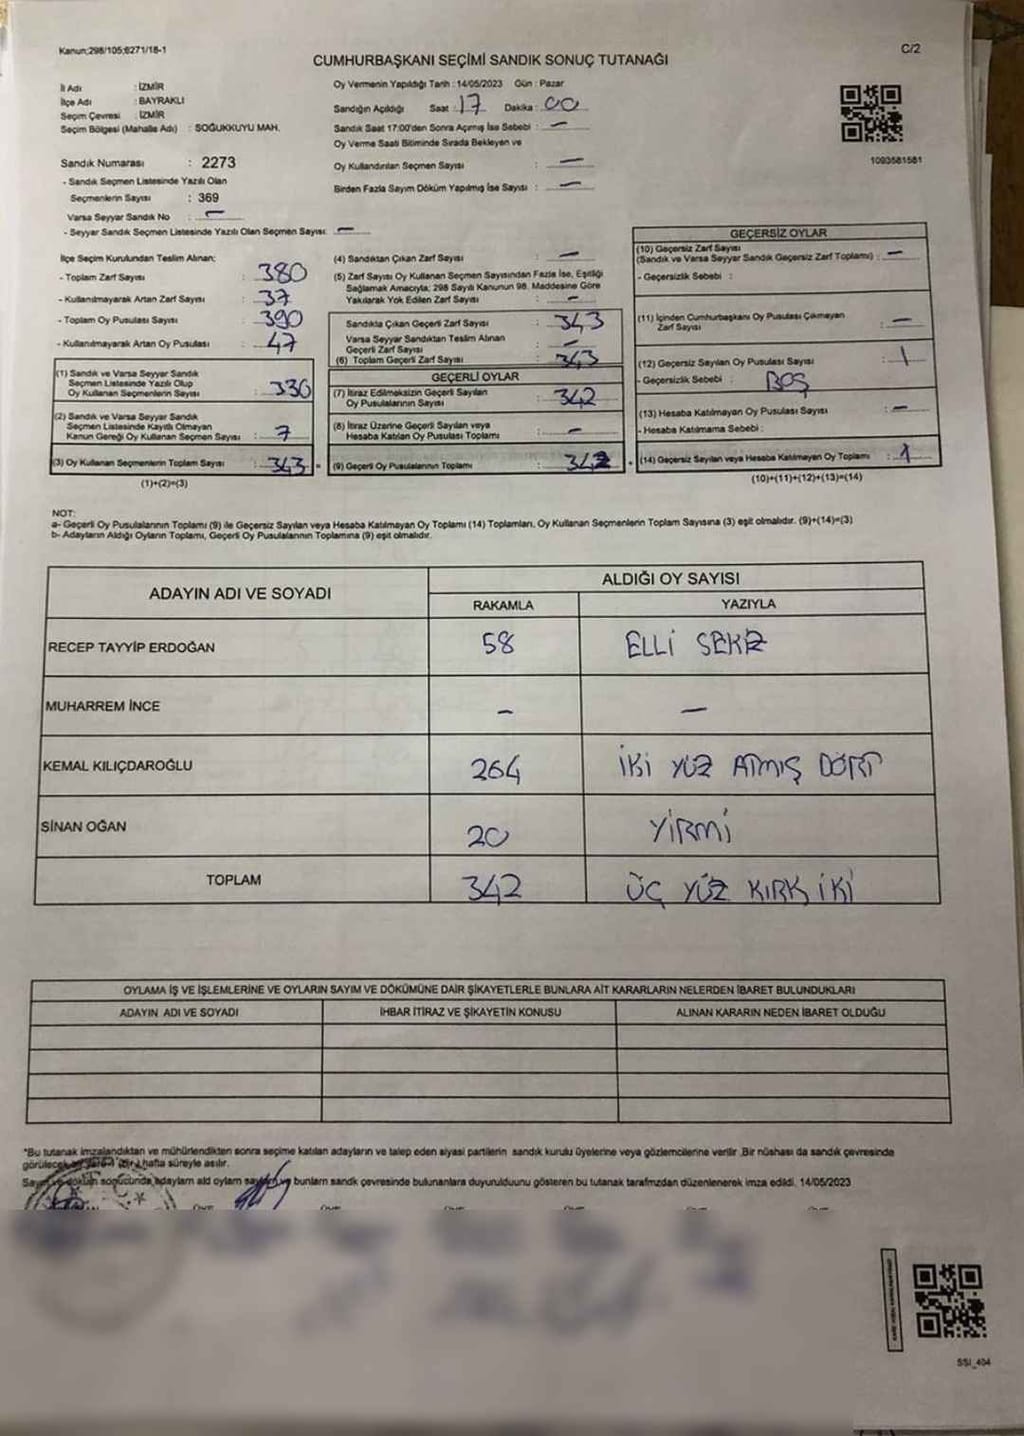 Kanun;298/105;6271/18-1
C/2
CUMHURBAŞKANI SEÇİMİ SANDIK SONUÇ TUTANAĞI
İl Adı : İZMİR
İlçe Adı : BAYRAKLI
Seçim Çevresi : İZMİR
Seçim Bölgesi (Mahalle Adı) : SOĞUKKUYU MAH.
Sandık Numarası : 2273
- Sandık Seçmen Listesinde Yazılı Olan
Seçmenlerin Sayısı : 369
Varsa Seyyar Sandık No : -
- Seyyar Sandık Seçmen Listesinde Yazılı Olan Seçmen Sayısı: -
Oy Vermenin Yapıldığı Tarih : 14/05/2023 Gün : Pazar
Sandığın Açıldığı Saat : 17 Dakika : 00
Sandık Saat 17:00'den Sonra Açımış İse Sebebi : -
Oy Verme Saati Bitiminde Sırada Bekleyen ve
Oy Kullandırılan Seçmen Sayısı : -
Birden Fazla Sayım Döküm Yapılmış İse Sayısı : -
1093581581
İlçe Seçim Kurulundan Teslim Alınan:
- Toplam Zarf Sayısı : 380
- Kullanılmayarak Artan Zarf Sayısı : 37
- Toplam Oy Pusulası Sayısı : 390
- Kullanılmayarak Artan Oy Pusulası : 47
(1) Sandık ve Varsa Seyyar Sandık
Seçmen Listesinde Yazılı Olup
Oy Kullanan Seçmenlerin Sayısı : 336
(2) Sandık ve Varsa Seyyar Sandık
Seçmen Listesinde Kayıtlı Olmayan
Kanun Gereği Oy Kullanan Seçmen Sayısı : 7
(3) Oy Kullanan Seçmenlerin Toplam Sayısı : 343
(1)+(2)=(3)
(4) Sandıktan Çıkan Zarf Sayısı : -
(5) Zarf Sayısı Oy Kullanan Seçmen Sayısından Fazla İse, Eşitliği
Sağlamak Amacıyla; 298 Sayılı Kanunun 98. Maddesine Göre
Yakılarak Yok Edilen Zarf Sayısı : -
Sandıkta Çıkan Geçerli Zarf Sayısı : 343
Varsa Seyyar Sandıktan Teslim Alınan
Geçerli Zarf Sayısı : -
(6) Toplam Geçerli Zarf Sayısı : 343
GEÇERLİ OYLAR
(7) İtiraz Edilmeksizin Geçerli Sayılan
Oy Pusulalarının Sayısı : 342
(8) İtiraz Üzerine Geçerli Sayılan veya
Hesaba Katılan Oy Pusulası Toplamı : -
(9) Geçerli Oy Pusulalarının Toplamı : 342
GEÇERSİZ OYLAR
(10) Geçersiz Zarf Sayısı
(Sandık ve Varsa Seyyar Sandık Geçersiz Zarf Toplamı) : -
- Geçersizlik Sebebi :
(11) İçinden Cumhurbaşkanı Oy Pusulası Çıkmayan
Zarf Sayısı : -
(12) Geçersiz Sayılan Oy Pusulası Sayısı : 1
- Geçersizlik Sebebi : BOŞ
(13) Hesaba Katılmayan Oy Pusulası Sayısı : -
- Hesaba Katılmama Sebebi :
(14) Geçersiz Sayılan veya Hesaba Katılmayan Oy Toplamı : 1
(10)+(11)+(12)+(13)=(14)
NOT:
a- Geçerli Oy Pusulalarının Toplamı (9) ile Geçersiz Sayılan veya Hesaba Katılmayan Oy Toplamı (14) Toplamları, Oy Kullanan Seçmenlerin Toplam Sayısına (3) eşit olmalıdır. (9)+(14)=(3)
b- Adayların Aldığı Oyların Toplamı, Geçerli Oy Pusulalarının Toplamına (9) eşit olmalıdır.
ADAYIN ADI VE SOYADI ALDIĞI OY SAYISI
RAKAMLA YAZIYLA
RECEP TAYYİP ERDOĞAN 58 ELLİ SEKİZ
MUHARREM İNCE - -
KEMAL KILIÇDAROĞLU 264 İKİ YÜZ ATMIŞ DÖRT
SİNAN OĞAN 20 YİRMİ
TOPLAM 342 ÜÇ YÜZ KIRK İKİ
OYLAMA İŞ VE İŞLEMLERİNE VE OYLARIN SAYIM VE DÖKÜMÜNE DAİR ŞİKAYETLERLE BUNLARA AİT KARARLARIN NELERDEN İBARET BULUNDUKLARI
ADAYIN ADI VE SOYADI İHBAR İTİRAZ VE ŞİKAYETİN KONUSU ALINAN KARARIN NEDEN İBARET OLDUĞU
*Bu tutanak imzalandıktan ve mühürlendikten sonra seçime katılan adayların ve talep eden siyasi partilerin sandık kurulu üyelerine veya gözlemcilerine verilir .Bir nüshası da sandık çevresinde
hafta süreyle asılır.
sonucunda adayların aldı oyların bunların sandk çevresinde bulunanlara duyurulduunu gösteren bu tutanak tarafmzdan düzenlenerek imza edildi. 14/05/2023
SSI_404